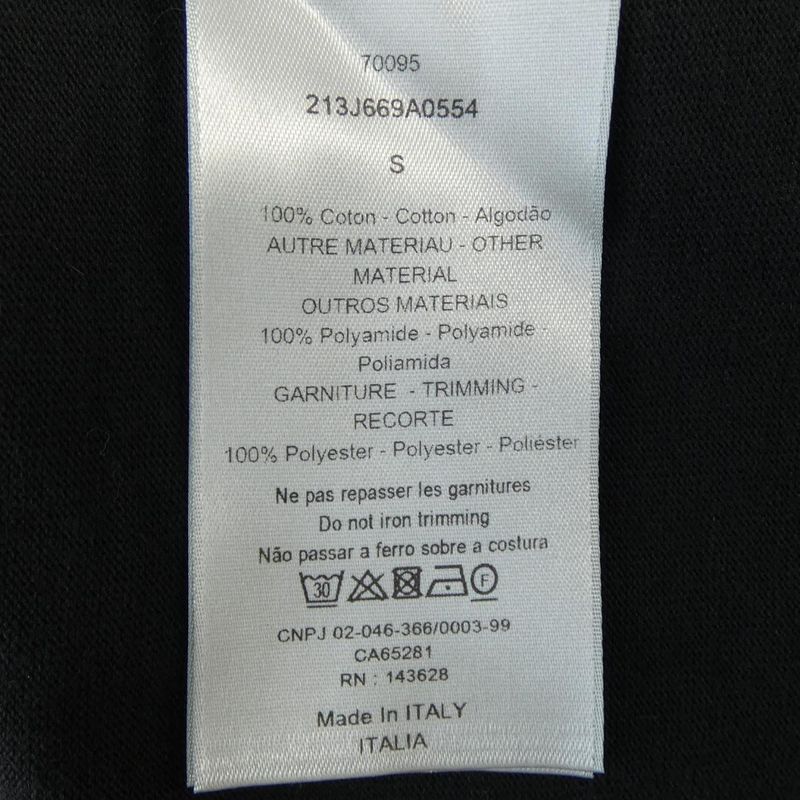 70095
213J669A0554
S
100% Coton - Cotton - Algodão
AUTRE MATERIAU - OTHER
MATERIAL
OUTROS MATERIAIS
100% Polyamide - Polyamide -
Poliamida
GARNITURE - TRIMMING -
RECORTE
100% Polyester - Polyester - Poliéster
Ne pas repasser les garnitures
Do not iron trimming
Não passar a ferro sobre a costura
30 F
CNPJ 02-046-366/0003-99
CA65281
RN : 143628
Made In ITALY
ITALIA